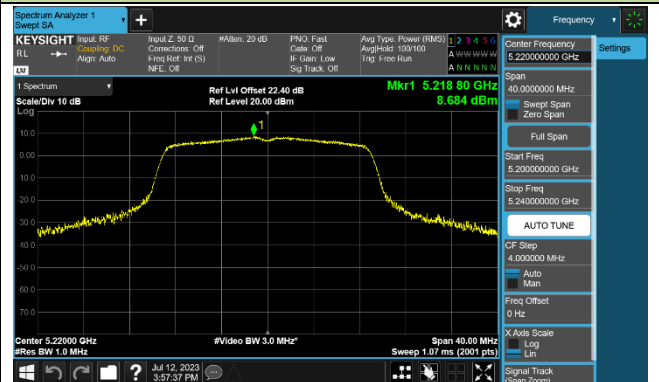 Spectrum Analyzer 1
Swept SA
Frequency
KEYSIGHT
RL
LXI
Input: RF
Coupling: DC
Align: Auto
Input Z: 50 Ω
Corrections: Off
Freq Ref: Int (S)
NFE: Off
#Atten: 20 dB
PNO: Fast
Gate: Off
IF Gain: Low
Sig Track: Off
Avg Type: Power (RMS)
Avg|Hold: 100/100
Trig: Free Run
1 2 3 4 5 6
A W W W W W
A N N N N N
Center Frequency
5.220000000 GHz
Settings
Span
40.0000000 MHz
Swept Span
Zero Span
Full Span
Start Freq
5.200000000 GHz
Stop Freq
5.240000000 GHz
AUTO TUNE
CF Step
4.000000 MHz
Auto
Man
Freq Offset
0 Hz
X Axis Scale
Log
Lin
Signal Track
(Span Zoom)
1 Spectrum
Scale/Div 10 dB
Log
Ref Lvl Offset 22.40 dB
Ref Level 20.00 dBm
Mkr1 5.218 80 GHz
8.684 dBm
1
10.0
0.00
-10.0
-20.0
-30.0
-40.0
-50.0
-60.0
-70.0
Center 5.22000 GHz
#Res BW 1.0 MHz
#Video BW 3.0 MHz*
Span 40.00 MHz
Sweep 1.07 ms (2001 pts)
?
Jul 12, 2023
3:57:37 PM